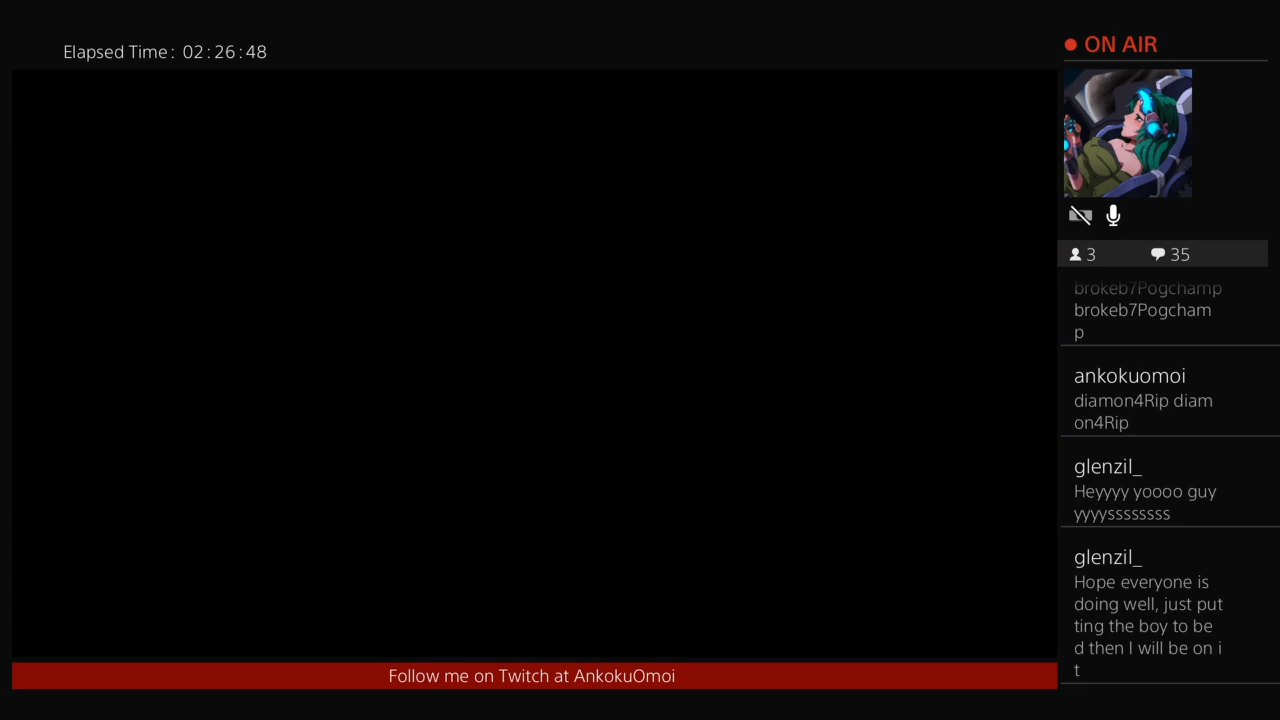 Elapsed Time: 02:26:48
ON AIR
3 35
brokeb7Pogchamp
brokeb7Pogcham
p
ankokuomoi
diamon4Rip diam
on4Rip
glenzil_
Heyyyy yoooo guy
yyyyssssssss
glenzil_
Hope everyone is
doing well, just put
ting the boy to be
d then I will be on i
t
Follow me on Twitch at AnkokuOmoi